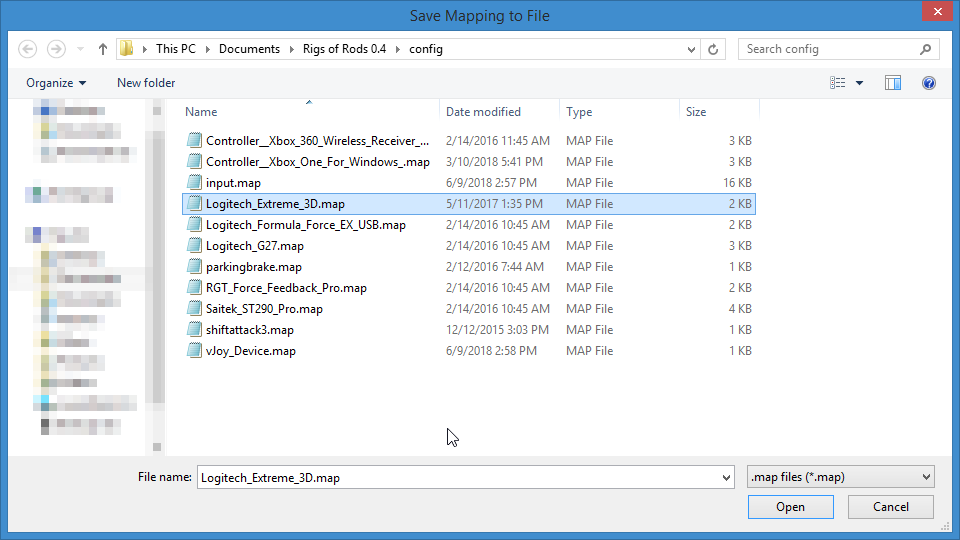 Save Mapping to File
This PC Documents Rigs of Rods 0.4 config
Search config
Organize New folder
Name Date modified Type Size
Controller__Xbox_360_Wireless_Receiver_... 2/14/2016 11:45 AM MAP File 3 KB
Controller__Xbox_One_For_Windows_.map 3/10/2018 5:41 PM MAP File 3 KB
input.map 6/9/2018 2:57 PM MAP File 16 KB
Logitech_Extreme_3D.map 5/11/2017 1:35 PM MAP File 2 KB
Logitech_Formula_Force_EX_USB.map 2/14/2016 10:45 AM MAP File 2 KB
Logitech_G27.map 2/14/2016 10:45 AM MAP File 3 KB
parkingbrake.map 2/12/2016 7:44 AM MAP File 1 KB
RGT_Force_Feedback_Pro.map 2/14/2016 10:45 AM MAP File 2 KB
Saitek_ST290_Pro.map 2/14/2016 10:45 AM MAP File 4 KB
shiftattack3.map 12/12/2015 3:03 PM MAP File 1 KB
vJoy_Device.map 6/9/2018 2:58 PM MAP File 1 KB
File name: Logitech_Extreme_3D.map .map files (*.map)
Open Cancel